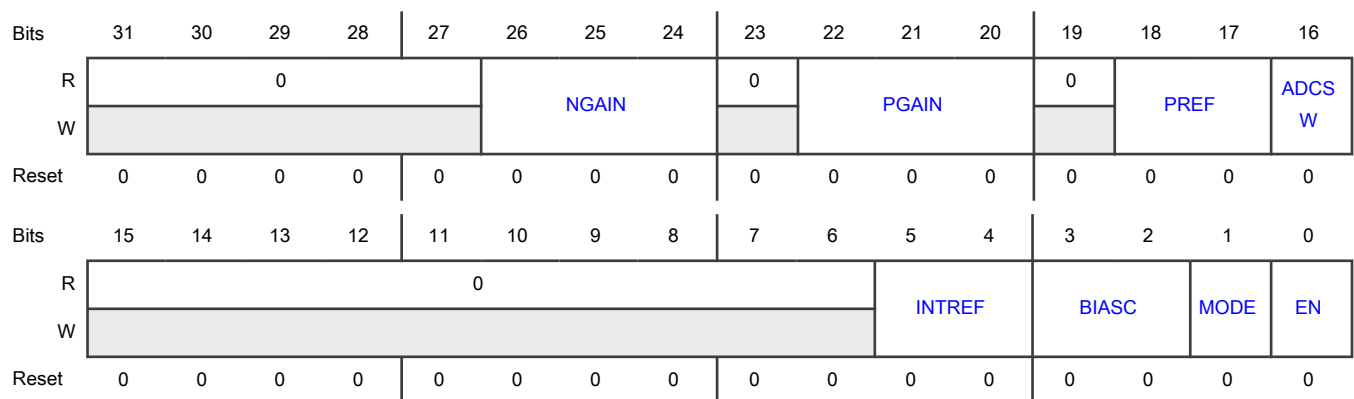 Bits 31 30 29 28 27 26 25 24 23 22 21 20 19 18 17 16
R 0 NGAIN 0 PGAIN 0 PREF ADCS
W W
Reset 0 0 0 0 0 0 0 0 0 0 0 0 0 0 0 0
Bits 15 14 13 12 11 10 9 8 7 6 5 4 3 2 1 0
R 0 INTREF BIASC MODE EN
W
Reset 0 0 0 0 0 0 0 0 0 0 0 0 0 0 0 0